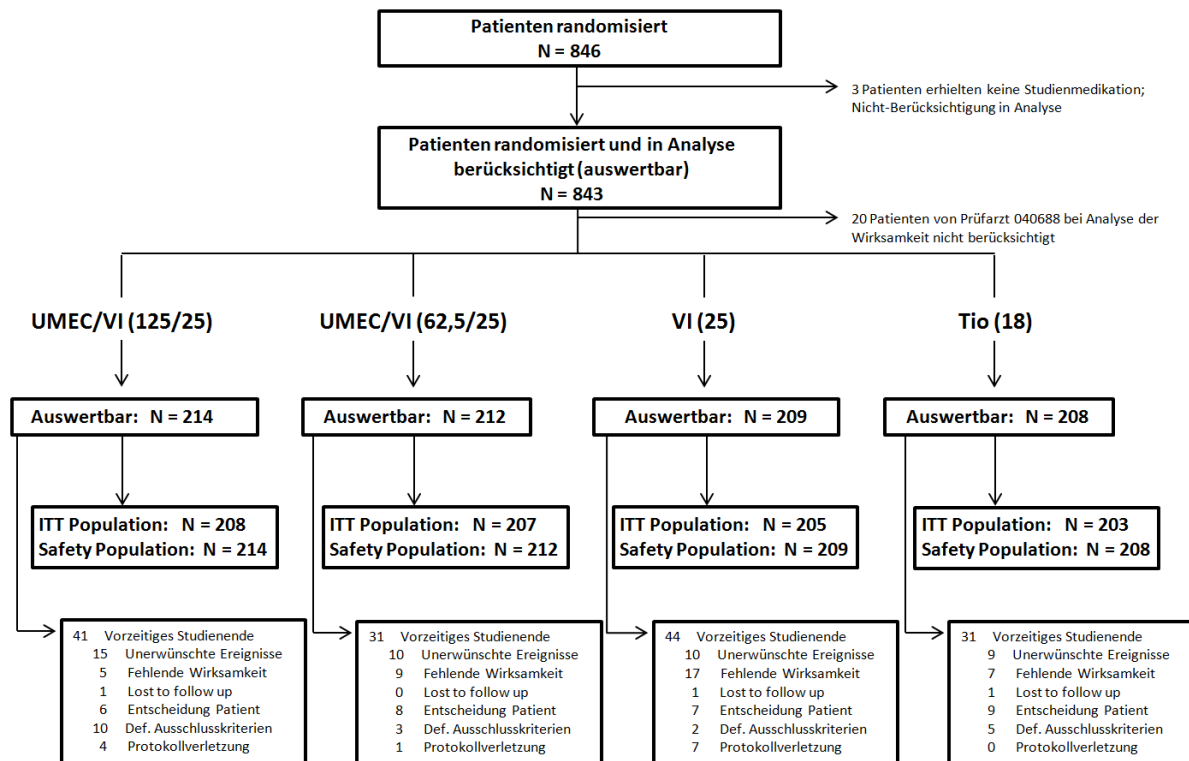 Patienten randomisiert
N = 846
3 Patienten erhielten keine Studienmedikation;
Nicht-Berücksichtigung in Analyse
Patienten randomisiert und in Analyse
berücksichtigt (auswertbar)
N = 843
20 Patienten von Prüfarzt 040688 bei Analyse der
Wirksamkeit nicht berücksichtigt
UMEC/VI (125/25)
UMEC/VI (62,5/25)
VI (25)
Tio (18)
Auswertbar: N = 214
Auswertbar: N = 212
Auswertbar: N = 209
Auswertbar: N = 208
ITT Population: N = 208
Safety Population: N = 214
ITT Population: N = 207
Safety Population: N = 212
ITT Population: N = 205
Safety Population: N = 209
ITT Population: N = 203
Safety Population: N = 208
41 Vorzeitiges Studienende
15 Unerwünschte Ereignisse
5 Fehlende Wirksamkeit
1 Lost to follow up
6 Entscheidung Patient
10 Def. Ausschlusskriterien
4 Protokollverletzung
31 Vorzeitiges Studienende
10 Unerwünschte Ereignisse
9 Fehlende Wirksamkeit
0 Lost to follow up
8 Entscheidung Patient
3 Def. Ausschlusskriterien
1 Protokollverletzung
44 Vorzeitiges Studienende
10 Unerwünschte Ereignisse
17 Fehlende Wirksamkeit
1 Lost to follow up
7 Entscheidung Patient
2 Def. Ausschlusskriterien
7 Protokollverletzung
31 Vorzeitiges Studienende
9 Unerwünschte Ereignisse
7 Fehlende Wirksamkeit
1 Lost to follow up
9 Entscheidung Patient
5 Def. Ausschlusskriterien
0 Protokollverletzung